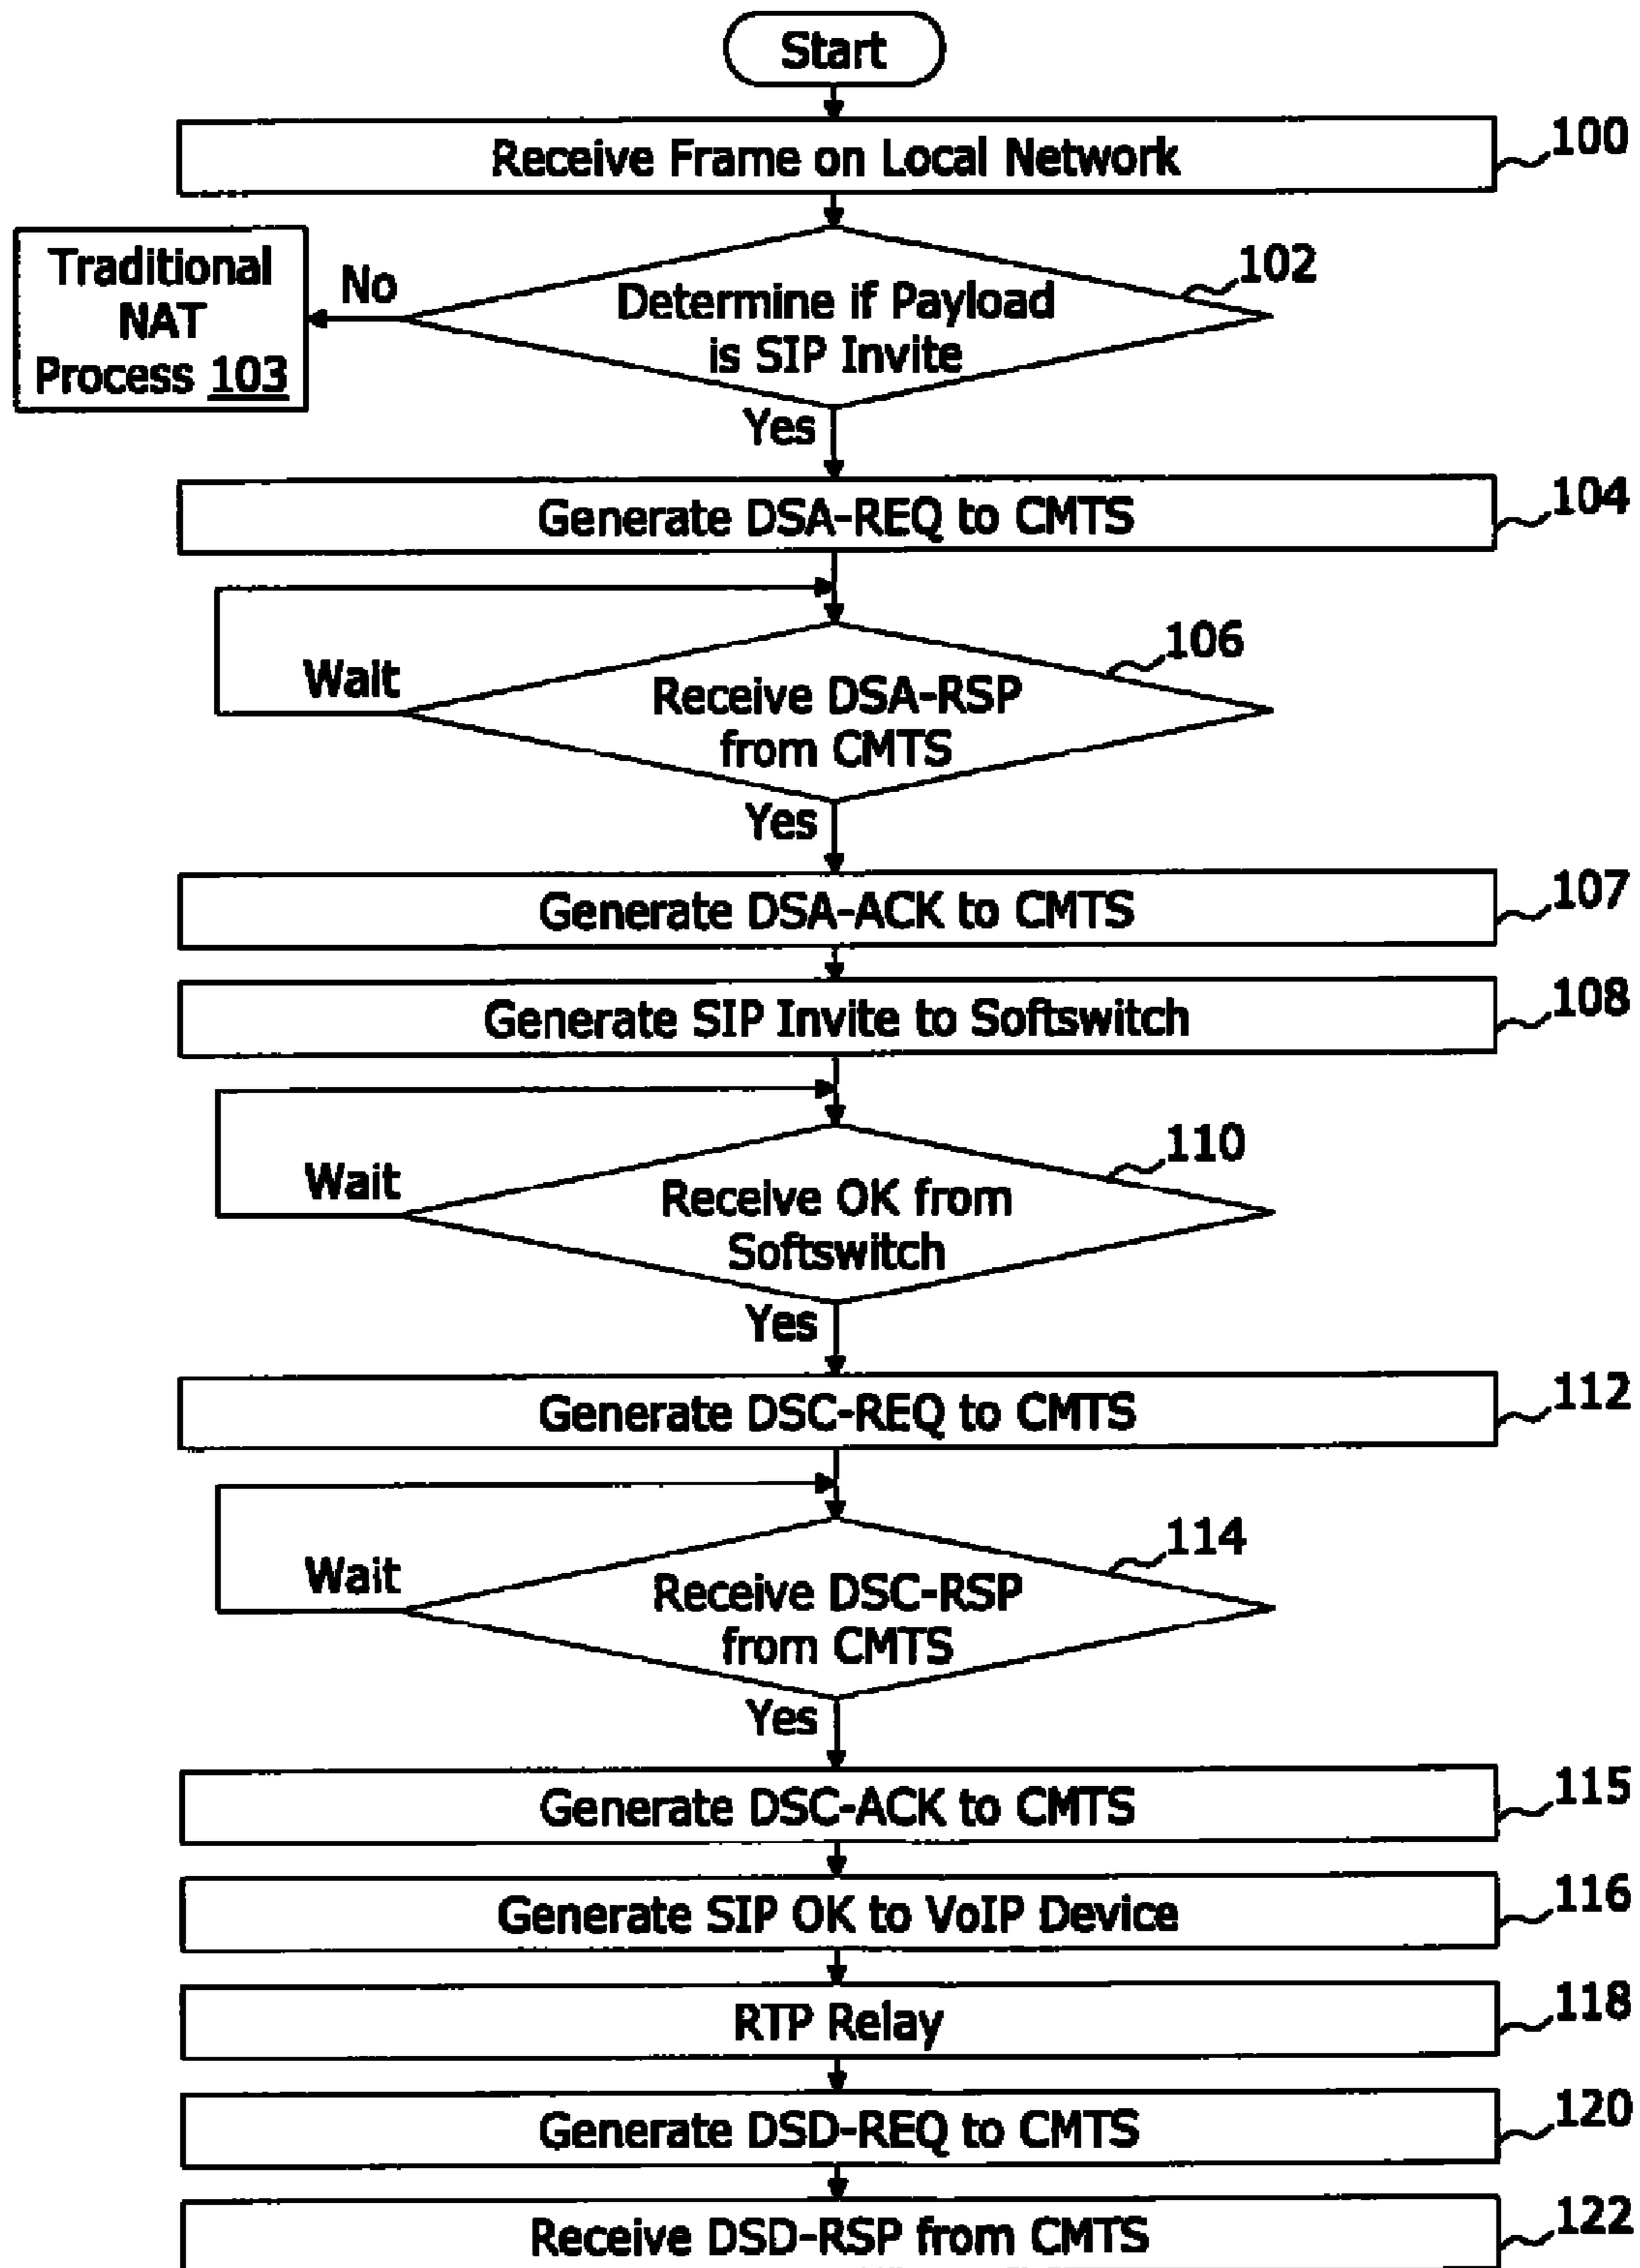 Start
Receive Frame on Local Network
100
Traditional
NAT
Process 103
No
102
Determine if Payload
is SIP Invite
Yes
Generate DSA-REQ to CMTS
104
106
Wait
Receive DSA-RSP
from CMTS
Yes
Generate DSA-ACK to CMTS
107
Generate SIP Invite to Softswitch
108
110
Wait
Receive OK from
Softswitch
Yes
Generate DSC-REQ to CMTS
112
114
Wait
Receive DSC-RSP
from CMTS
Yes
Generate DSC-ACK to CMTS
115
Generate SIP OK to VoIP Device
116
RTP Relay
118
Generate DSD-REQ to CMTS
120
Receive DSD-RSP from CMTS
122